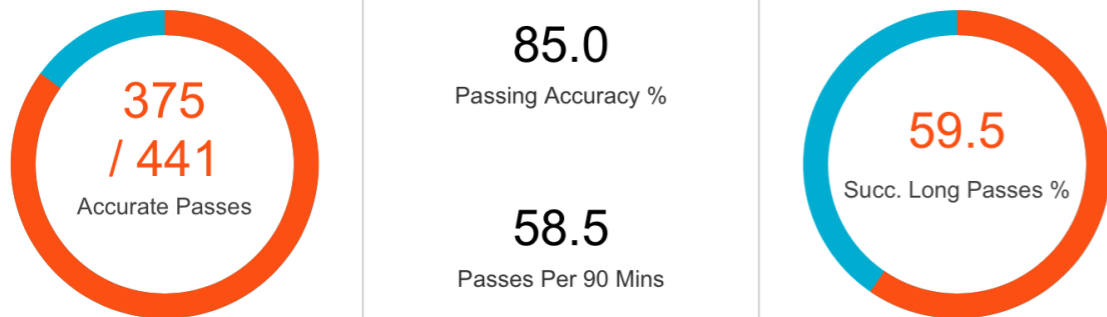 375
/ 441
Accurate Passes
85.0
Passing Accuracy %
58.5
Passes Per 90 Mins
59.5
Succ. Long Passes %